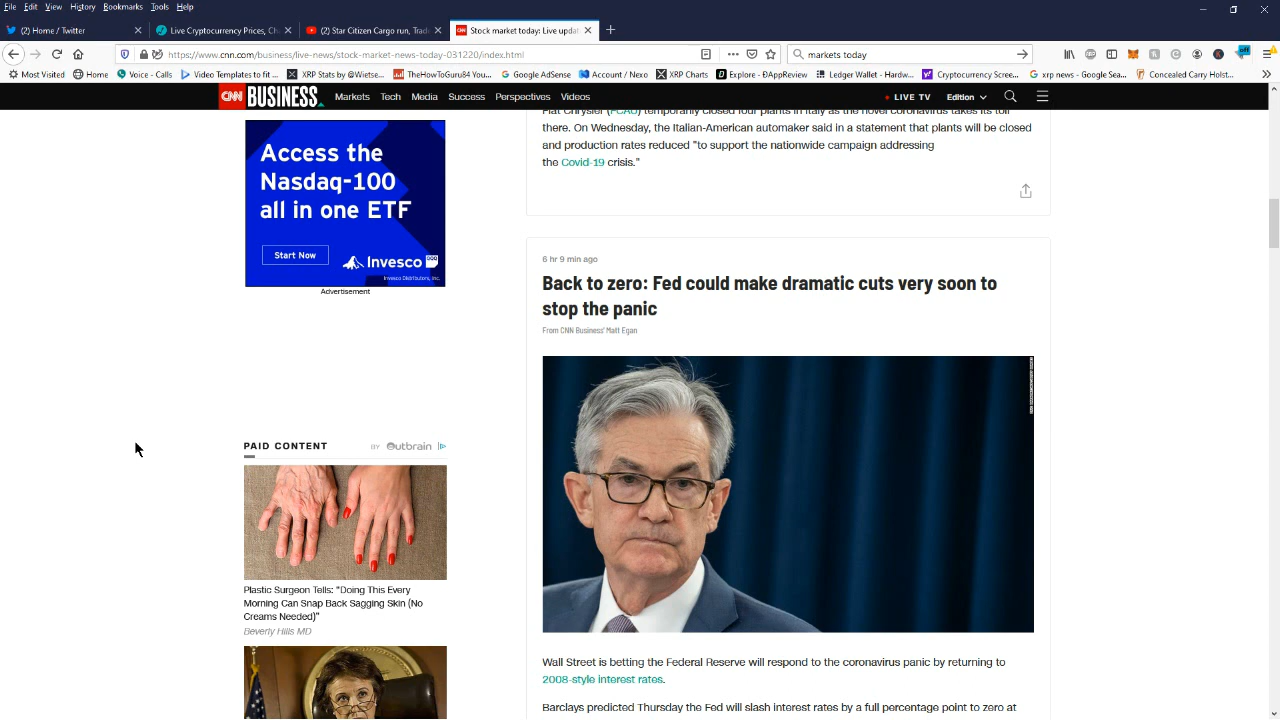 File Edit View History Bookmarks Tools Help
(2) Home / Twitter
Live Cryptocurrency Prices, Ch
(2) Star Citizen Cargo run, Trad
Stock market today: Live updat
https://www.cnn.com/business/live-news/stock-market-news-today-031220/index.html
markets today
Most Visited Home Voice - Calls Video Templates to fit ... XRP Stats by @Wietse... TheHowToGuru84 You... Google AdSense Account / Nexo XRP Charts Explore - ÐAppReview Ledger Wallet - Hardw... Cryptocurrency Scree... xrp news - Google Sea... Concealed Carry Holst...
CNN BUSINESS Markets Tech Media Success Perspectives Videos LIVE TV Edition
Fiat Chrysler (FCAU) temporarily closed four plants in Italy as the novel coronavirus takes its toll
there. On Wednesday, the Italian-American automaker said in a statement that plants will be closed
and production rates reduced "to support the nationwide campaign addressing
the Covid-19 crisis."
Access the
Nasdaq-100
all in one ETF
Start Now
Invesco QQQ
Invesco Distributors, Inc.
Advertisement
6 hr 9 min ago
Back to zero: Fed could make dramatic cuts very soon to
stop the panic
From CNN Business' Matt Egan
PAID CONTENT BY Outbrain
Plastic Surgeon Tells: "Doing This Every
Morning Can Snap Back Sagging Skin (No
Creams Needed)"
Beverly Hills MD
Wall Street is betting the Federal Reserve will respond to the coronavirus panic by returning to
2008-style interest rates.
Barclays predicted Thursday the Fed will slash interest rates by a full percentage point to zero at